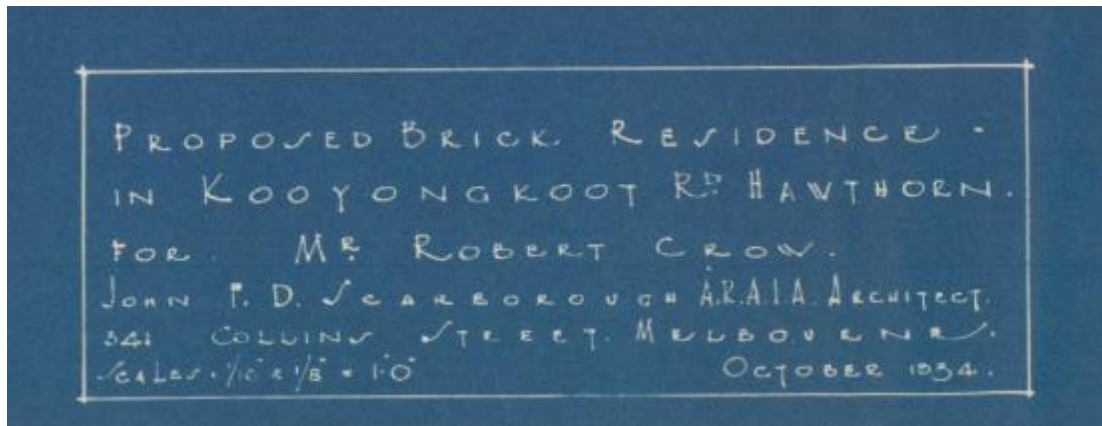 PROPOSED BRICK RESIDENCE -
IN KOOYONGKOOT RD HAWTHORN.
FOR. MR ROBERT CROW.
JOHN F. D. SCARBOROUGH A.R.A.I.A. ARCHITECT.
341 COLLINS STREET. MELBOURNE.
SCALES. 1/16" & 1/8" = 1'0"
OCTOBER 1934.